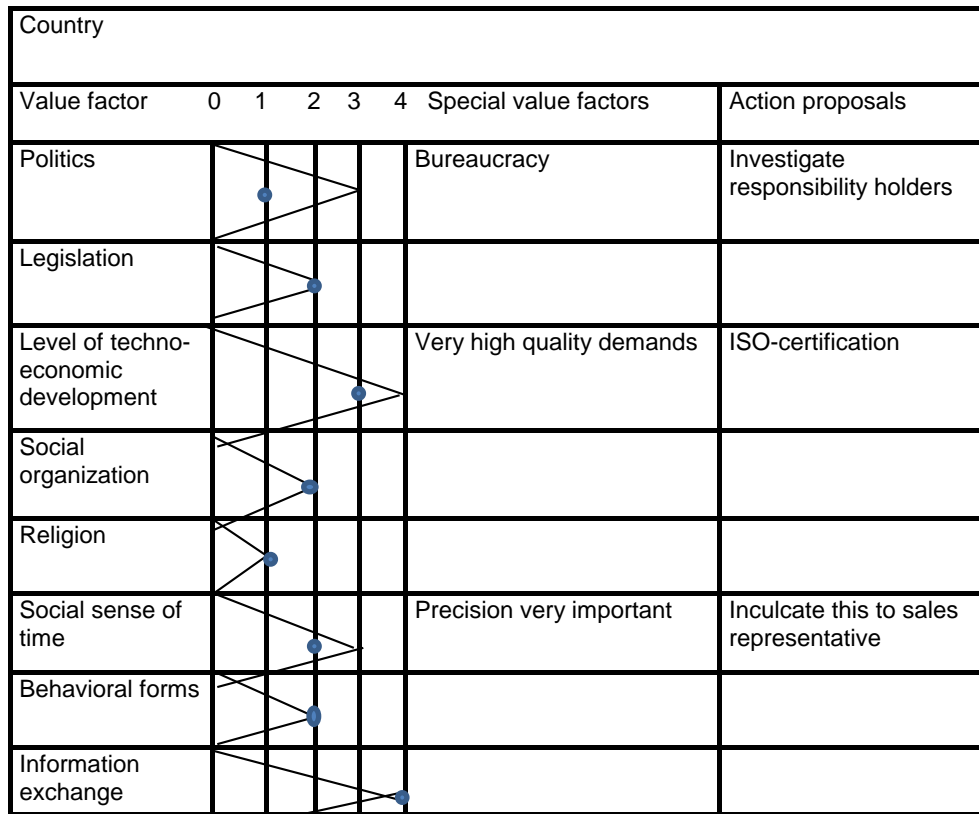 Country
Value factor 0 1 2 3 4 Special value factors Action proposals
Politics Bureaucracy Investigate
responsibility holders
Legislation
Level of techno- Very high quality demands ISO-certification
economic
development
Social
organization
Religion
Social sense of Precision very important Inculcate this to sales
time representative
Behavioral forms
Information
exchange